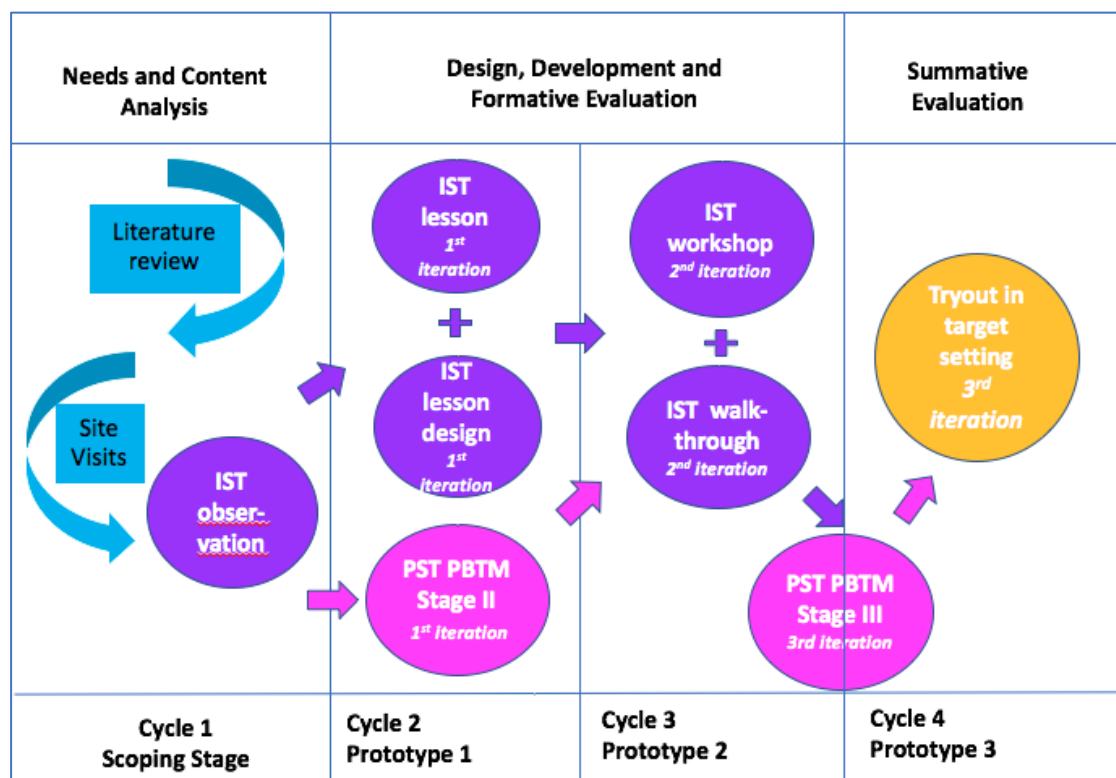 Needs and Content
Analysis
Design, Development and
Formative Evaluation
Summative
Evaluation
Literature
review
Site
Visits
IST
obser-
vation
IST
lesson
1st
iteration
+
IST
lesson
design
1st
iteration
PST PBTM
Stage II
1st iteration
IST
workshop
2nd iteration
+
IST walk-
through
2nd iteration
PST PBTM
Stage III
3rd iteration
Tryout in
target
setting
3rd
iteration
Cycle 1
Scoping Stage
Cycle 2
Prototype 1
Cycle 3
Prototype 2
Cycle 4
Prototype 3